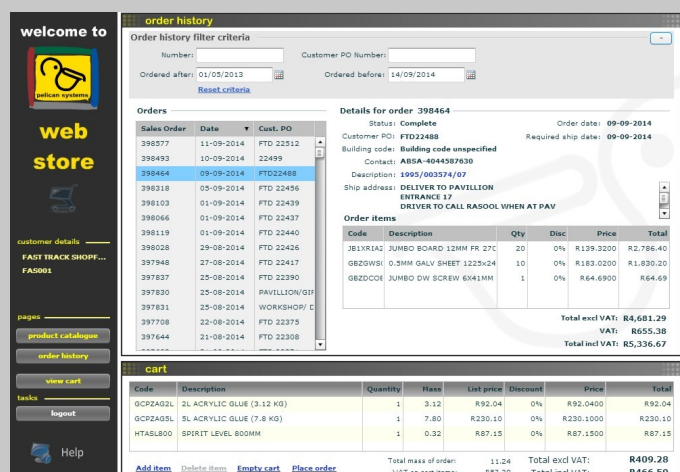 welcome to
pelican systems
web
store
customer details
FAST TRACK SHOPF...
FAS001
pages
product catalogue
order history
view cart
tasks
logout
Help
order history
Order history filter criteria
-
Number: Customer PO Number:
Ordered after: 01/05/2013 Ordered before: 14/09/2014
Reset criteria
Orders
Sales Order Date ▼ Cust. PO
398577 11-09-2014 FTD 22512
398493 10-09-2014 22499
398464 09-09-2014 FTD22488
398318 05-09-2014 FTD 22456
398103 01-09-2014 FTD 22439
398066 01-09-2014 FTD 22437
398119 01-09-2014 FTD 22440
398028 29-08-2014 FTD 22426
397948 27-08-2014 FTD 22417
397837 25-08-2014 FTD 22390
397830 25-08-2014 PAVILLION/GIF
397831 25-08-2014 WORKSHOP/ D
397708 22-08-2014 FTD 22375
397644 21-08-2014 FTD 22308
Details for order 398464
Status: Complete Order date: 09-09-2014
Customer PO: FTD22488 Required ship date: 09-09-2014
Building code: Building code unspecified
Contact: ABSA-4044587630
Description: 1995/003574/07
Ship address: DELIVER TO PAVILLION
ENTRANCE 17
DRIVER TO CALL RASOOL WHEN AT PAV
Order items
Code Description Qty Disc Price Total
JB1XRIAZ JUMBO BOARD 12MM FR 27C 20 0% R139.3200 R2,786.40
GBZGWS( 0.5MM GALV SHEET 1225x24 10 0% R183.0200 R1,830.20
GBZDCOE JUMBO DW SCREW 6X41MM 1 0% R64.6900 R64.69
Total excl VAT: R4,681.29
VAT: R655.38
Total incl VAT: R5,336.67
cart
Code Description Quantity Mass List price Discount Price Total
GCPZAG2L 2L ACRYLIC GLUE (3.12 KG) 1 3.12 R92.04 0% R92.0400 R92.04
GCPZAG5L 5L ACRYLIC GLUE (7.8 KG) 1 7.80 R230.10 0% R230.1000 R230.10
HTASL800 SPIRIT LEVEL 800MM 1 0.32 R87.15 0% R87.1500 R87.15
Add item Delete item Empty cart Place order
Total mass of order: 11.24 Total excl VAT: R409.28
VAT on cart items: Total incl VAT: R466.59